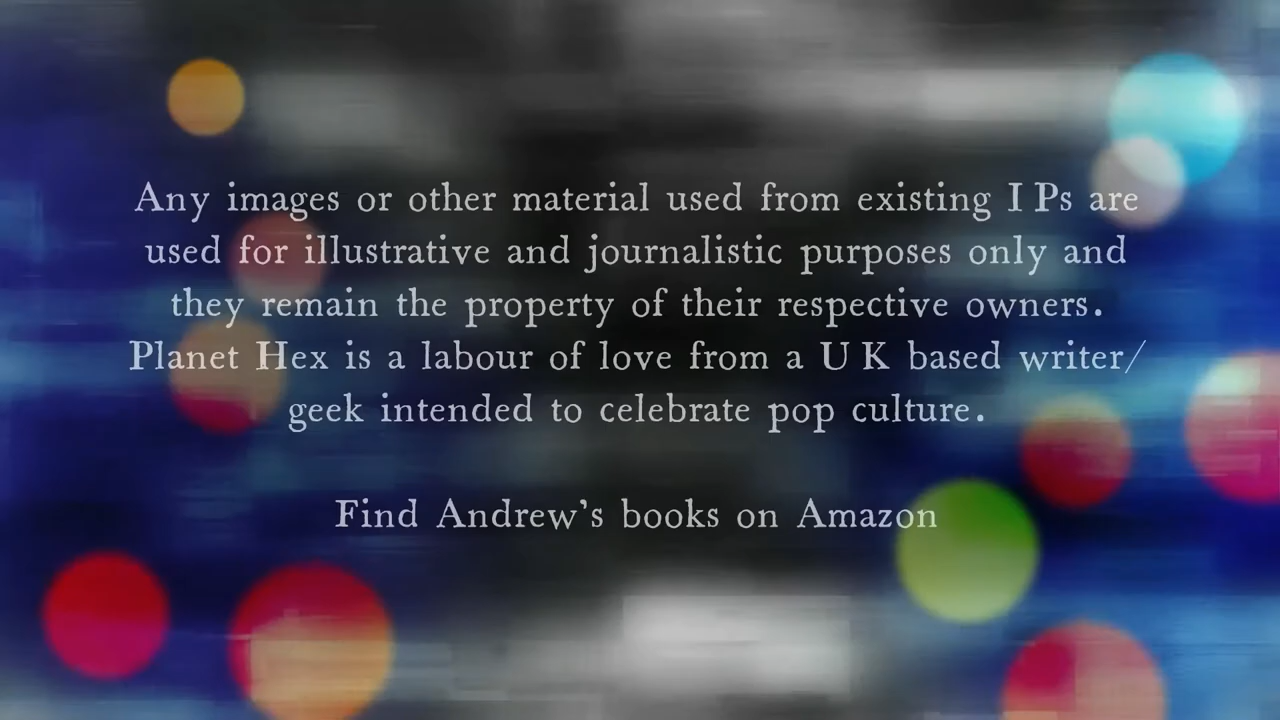 Any images or other material used from existing I Ps are
used for illustrative and journalistic purposes only and
they remain the property of their respective owners.
Planet Hex is a labour of love from a U K based writer/
geek intended to celebrate pop culture.
Find Andrew's books on Amazon